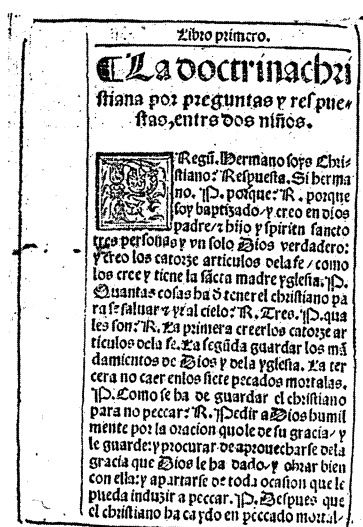 Libro primero.
¶La doctrina chri
stiana por preguntas y respue-
stas, entre dos niños.
PRegũ. Hermano soys Chri-
stiano? Respuesta. Si herma
no. P. porque? R. porque
soy baptizado/ y creo en dios
padre/ ⁊ hijo y spiritu sancto
tres personas y vn solo Dios verdadero:
y creo los catorze articulos dela fe/ como
los cree y tiene la sãcta madre yglesia. P.
Quantas cosas ha õ tener el christiano pa
ra se saluar ⁊ yr al cielo? R. Tres. P. qua
les son? R. La primera creer los catorze ar
ticulos dela fe. La segũda guardar los mã
damientos de Dios y dela yglesia. La ter
cera no caer enlos siete pecados mortales.
P. Como se ha de guardar el christiano
para no peccar? R. Pedir a Dios humil
mente por la oracion que le de su gracia/ y
le guarde: y procurar de aprouecharse dela
gracia que Dios le ha dado/ y obrar bien
con ella: y apartarse de toda ocasion que le
pueda induzir a peccar. P. Despues que
el christiano ha caydo en peccado mortal-